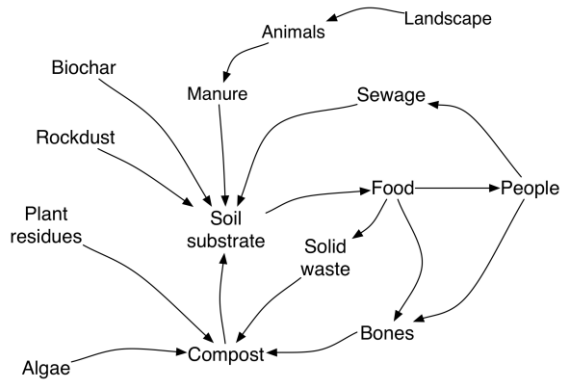 Landscape
Animals
Biochar
Manure
Sewage
Rockdust
Food
People
Plant
residues
Soil
substrate
Solid
waste
Bones
Compost
Algae